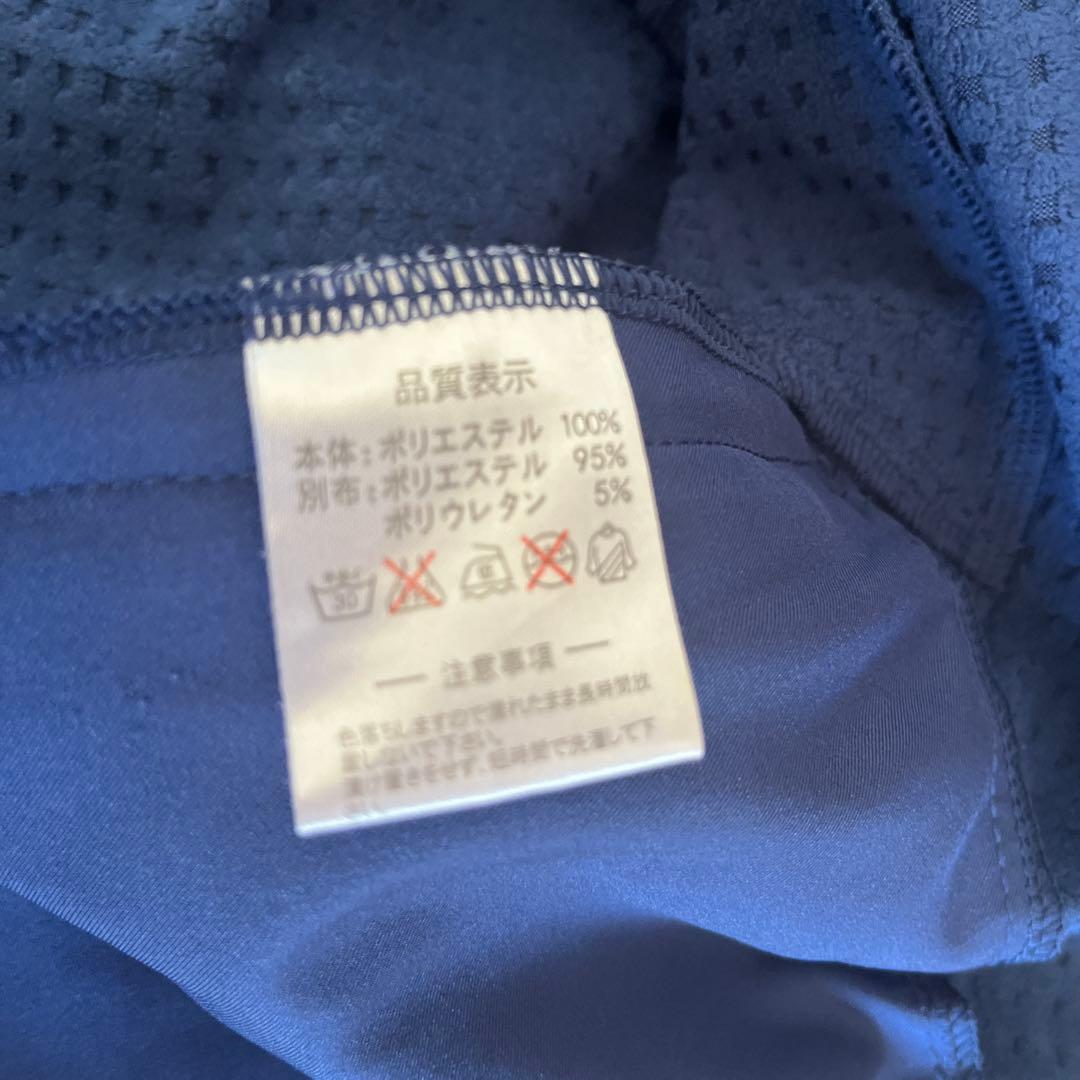 品質表示
本体：ポリエステル 100%
別布：ポリエステル 95%
ポリウレタン 5%
30
注意事項
色落ちしますので濡れたまま長時間放
置しないで下さい。
漬け置きをせず、短時間で洗濯して下